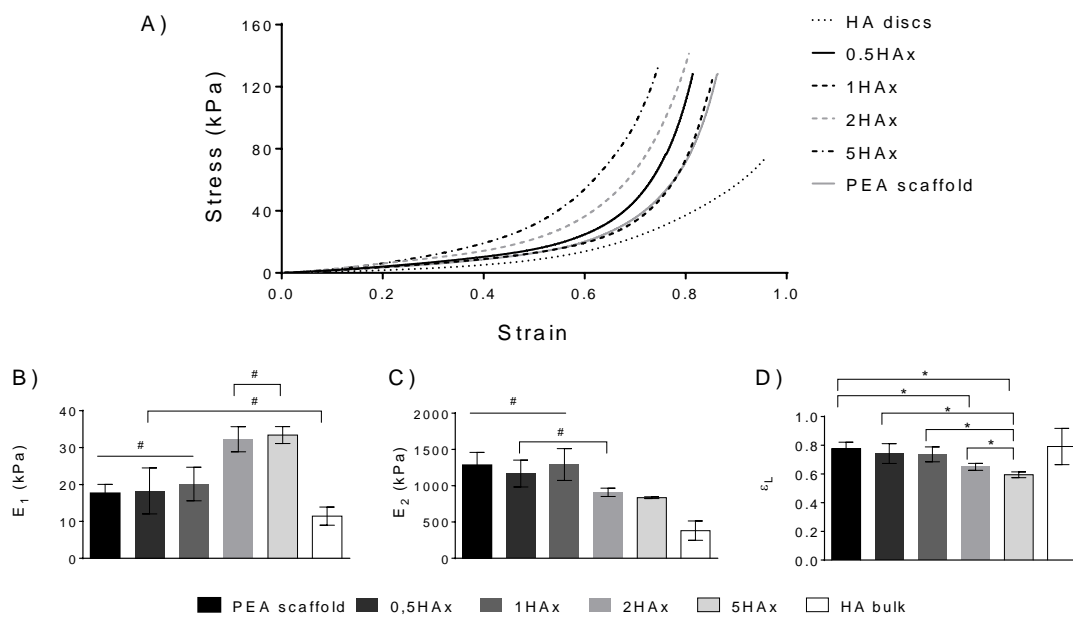 A)
Stress (kPa)
160
120
80
40
0
0.0 0.2 0.4 0.6 0.8 1.0
Strain
HA discs
0.5HAx
1HAx
2HAx
5HAx
PEA scaffold
B)
E1 (kPa)
40
30
20
10
0
#
#
#
C)
E2 (kPa)
2000
1500
1000
500
0
#
#
D)
εL
1.0
0.8
0.6
0.4
0.2
0.0
*
*
*
*
*
PEA scaffold 0,5HAx 1HAx 2HAx 5HAx HA bulk